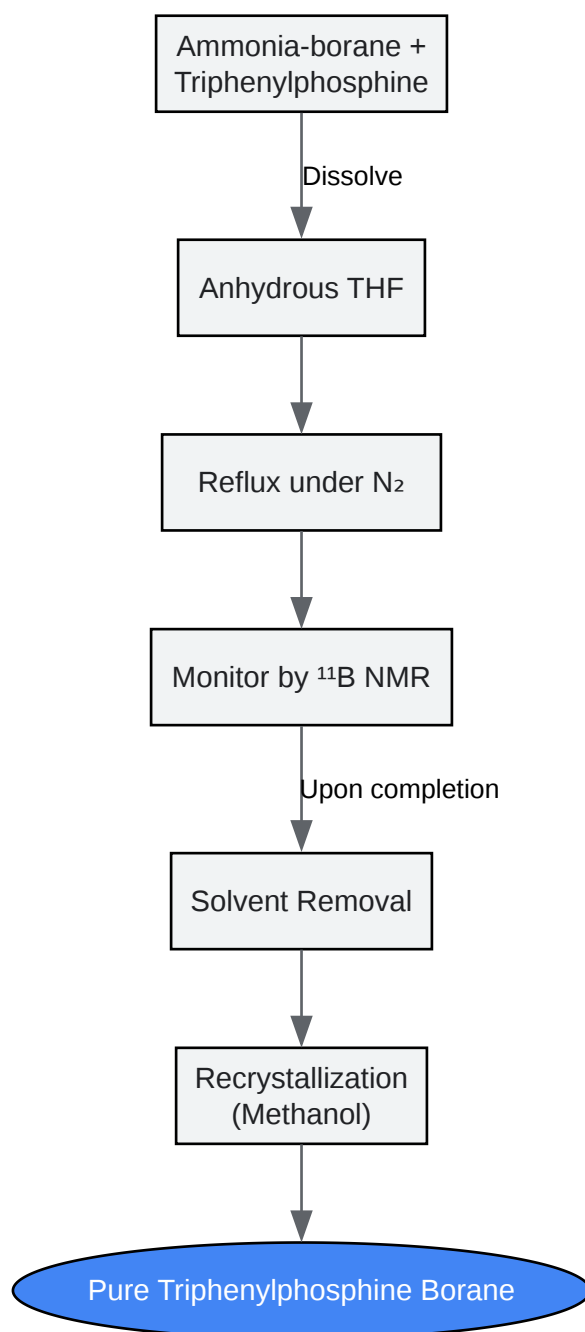 Ammonia-borane +
Triphenylphosphine
Dissolve
Anhydrous THF
Reflux under N₂
Monitor by ¹¹B NMR
Upon completion
Solvent Removal
Recrystallization
(Methanol)
Pure Triphenylphosphine Borane